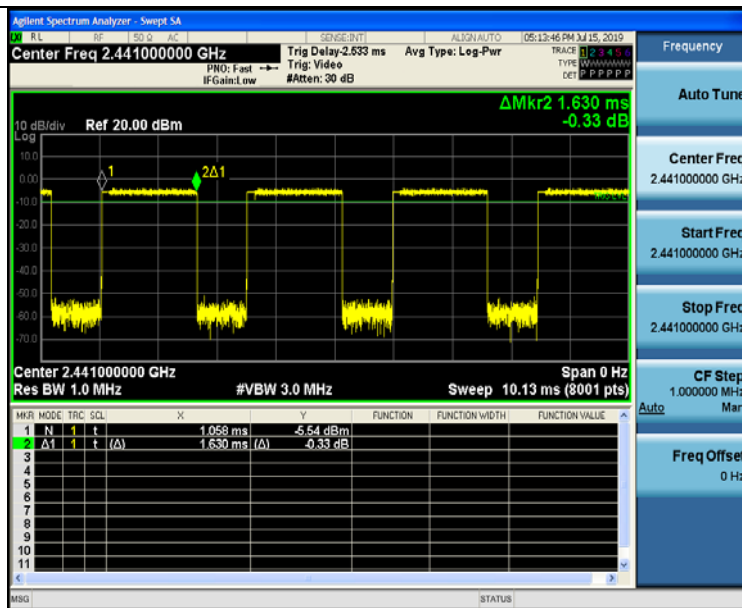 Agilent Spectrum Analyzer - Swept SA
RL RF 50 Ω AC SENSE:INT ALIGN AUTO 05:13:46 PM Jul 15, 2019
Center Freq 2.441000000 GHz
PNO: Fast
IFGain:Low
Trig Delay-2.533 ms
Trig: Video
#Atten: 30 dB
Avg Type: Log-Pwr
TRACE 1 2 3 4 5 6
TYPE WWWWWW
DET P P P P P P
ΔMkr2 1.630 ms
-0.33 dB
10 dB/div Ref 20.00 dBm
Log
10.0
0.00
-10.0
-20.0
-30.0
-40.0
-50.0
-60.0
-70.0
1
2Δ1
Center 2.441000000 GHz Span 0 Hz
Res BW 1.0 MHz #VBW 3.0 MHz Sweep 10.13 ms (8001 pts)
MKR MODE TRC SCL X Y FUNCTION FUNCTION WIDTH FUNCTION VALUE
1 N 1 t 1.058 ms -5.54 dBm
2 Δ1 1 t (Δ) 1.630 ms (Δ) -0.33 dB
3
4
5
6
7
8
9
10
11
MSG STATUS
Frequency
Auto Tune
Center Freq
2.441000000 GHz
Start Freq
2.441000000 GHz
Stop Freq
2.441000000 GHz
CF Step
1.000000 MHz
Auto Man
Freq Offset
0 Hz